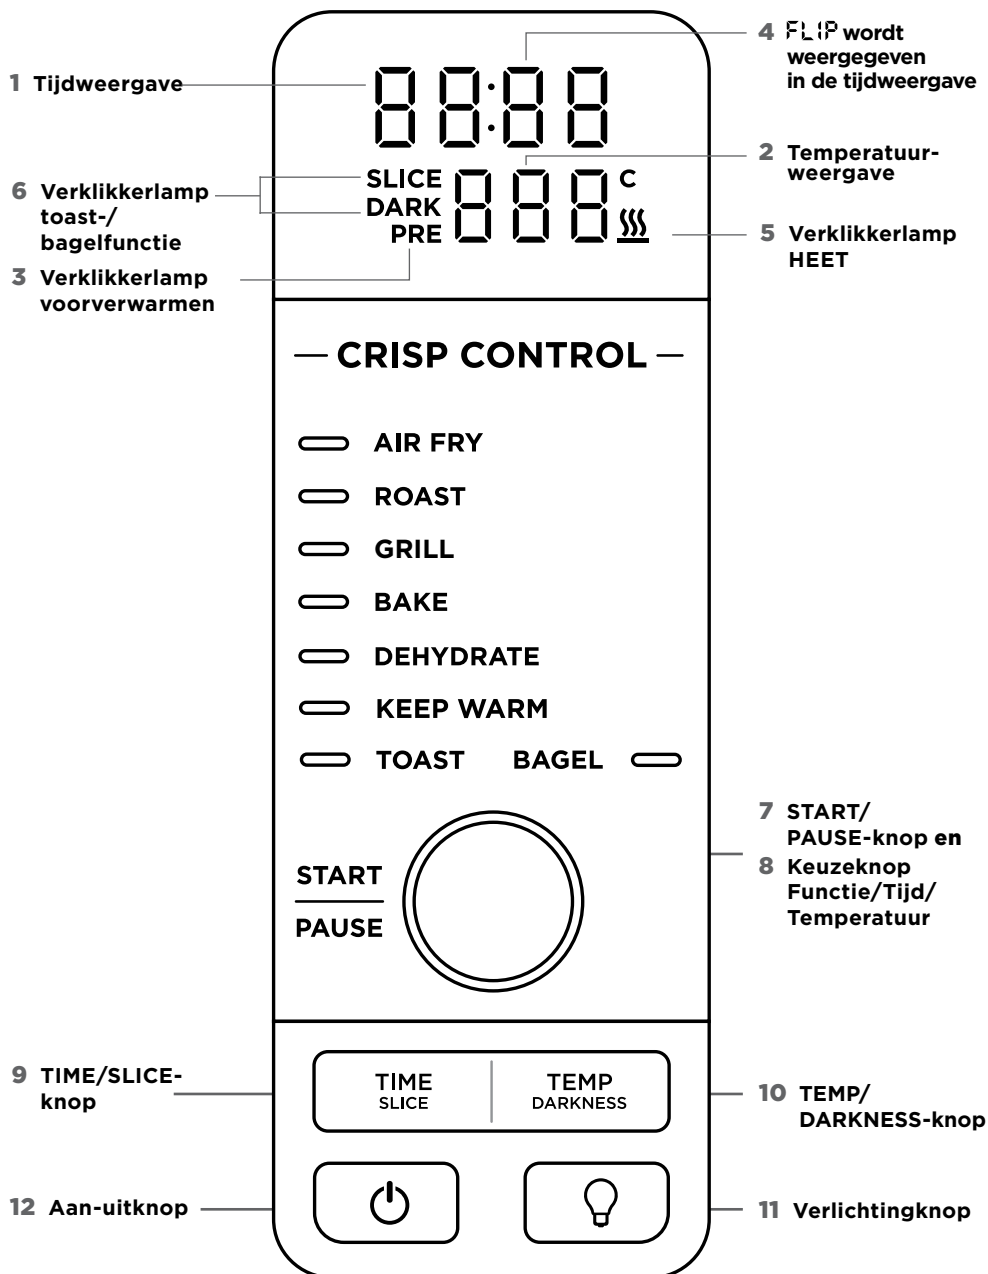 1 Tijdweergave
88:88
4 FLIP wordt
weergegeven
in de tijdweergave
2 Temperatuur-
weergave
6 Verklikkerlamp
toast-/
bagelfunctie
SLICE
DARK
PRE
888
C
3 Verklikkerlamp
voorverwarmen
5 Verklikkerlamp
HEET
— CRISP CONTROL —
AIR FRY
ROAST
GRILL
BAKE
DEHYDRATE
KEEP WARM
TOAST BAGEL
START
PAUSE
7 START/
PAUSE-knop en
8 Keuzeknop
Functie/Tijd/
Temperatuur
9 TIME/SLICE-
knop
TIME
SLICE
TEMP
DARKNESS
10 TEMP/
DARKNESS-knop
12 Aan-uitknop
11 Verlichtingknop